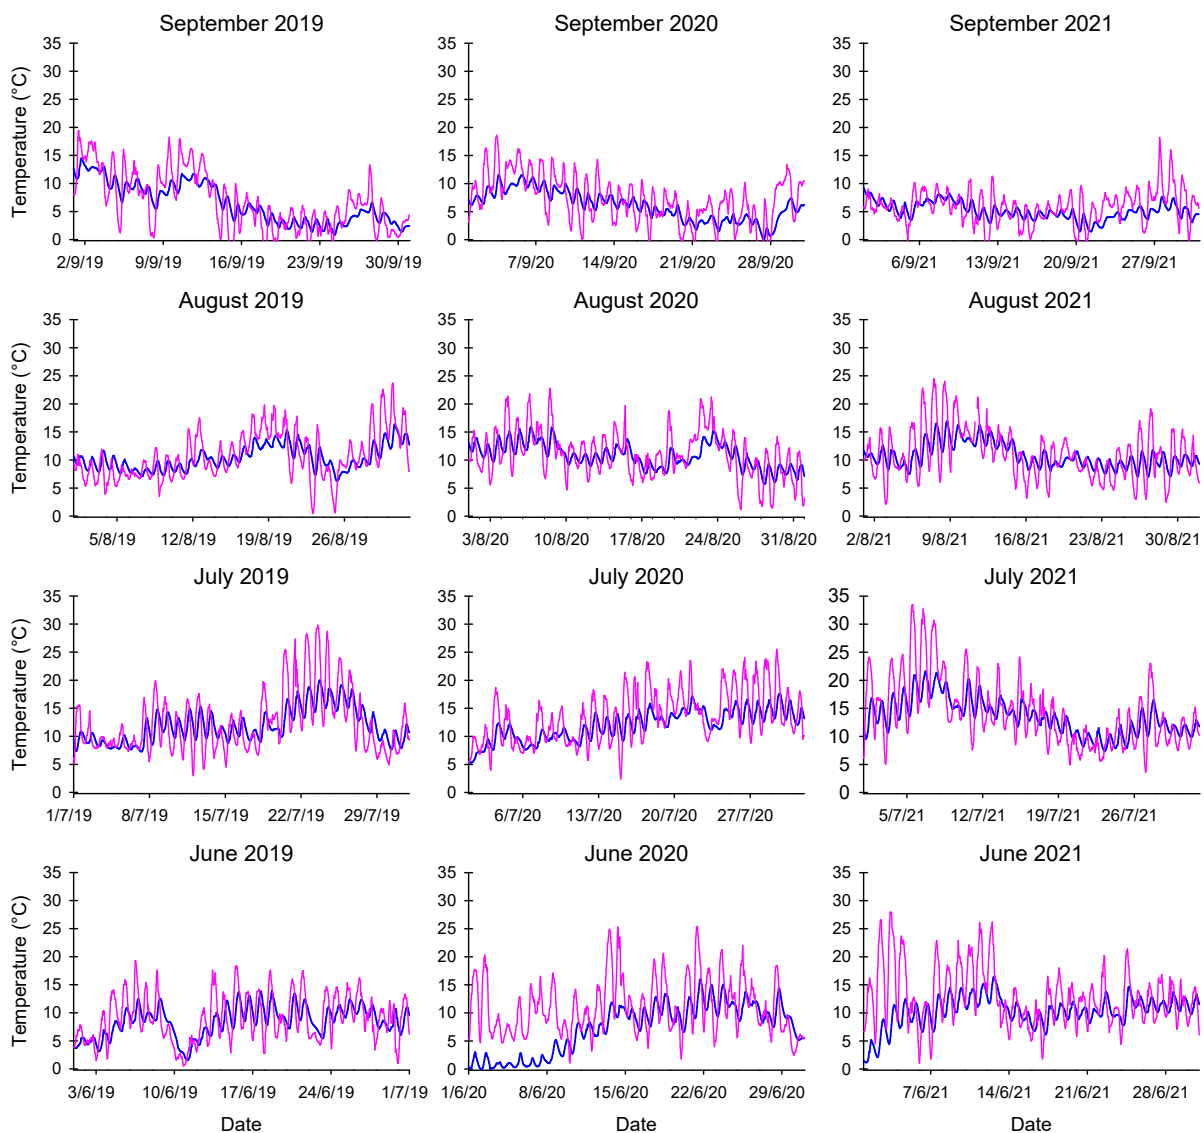 September 2019 September 2020 September 2021
35 35 35
30 30 30
25 25 25
20 20 20
15 15 15
10 10 10
5 5 5
0 0 0
Temperature (°C)
2/9/19 9/9/19 16/9/19 23/9/19 30/9/19 7/9/20 14/9/20 21/9/20 28/9/20 6/9/21 13/9/21 20/9/21 27/9/21
August 2019 August 2020 August 2021
35 35 35
30 30 30
25 25 25
20 20 20
15 15 15
10 10 10
5 5 5
0 0 0
Temperature (°C)
5/8/19 12/8/19 19/8/19 26/8/19 3/8/20 10/8/20 17/8/20 24/8/20 31/8/20 2/8/21 9/8/21 16/8/21 23/8/21 30/8/21
July 2019 July 2020 July 2021
35 35 35
30 30 30
25 25 25
20 20 20
15 15 15
10 10 10
5 5 5
0 0 0
Temperature (°C)
1/7/19 8/7/19 15/7/19 22/7/19 29/7/19 6/7/20 13/7/20 20/7/20 27/7/20 5/7/21 12/7/21 19/7/21 26/7/21
June 2019 June 2020 June 2021
35 35 35
30 30 30
25 25 25
20 20 20
15 15 15
10 10 10
5 5 5
0 0 0
Temperature (°C)
3/6/19 10/6/19 17/6/19 24/6/19 1/7/19 1/6/20 8/6/20 15/6/20 22/6/20 29/6/20 7/6/21 14/6/21 21/6/21 28/6/21
Date Date Date